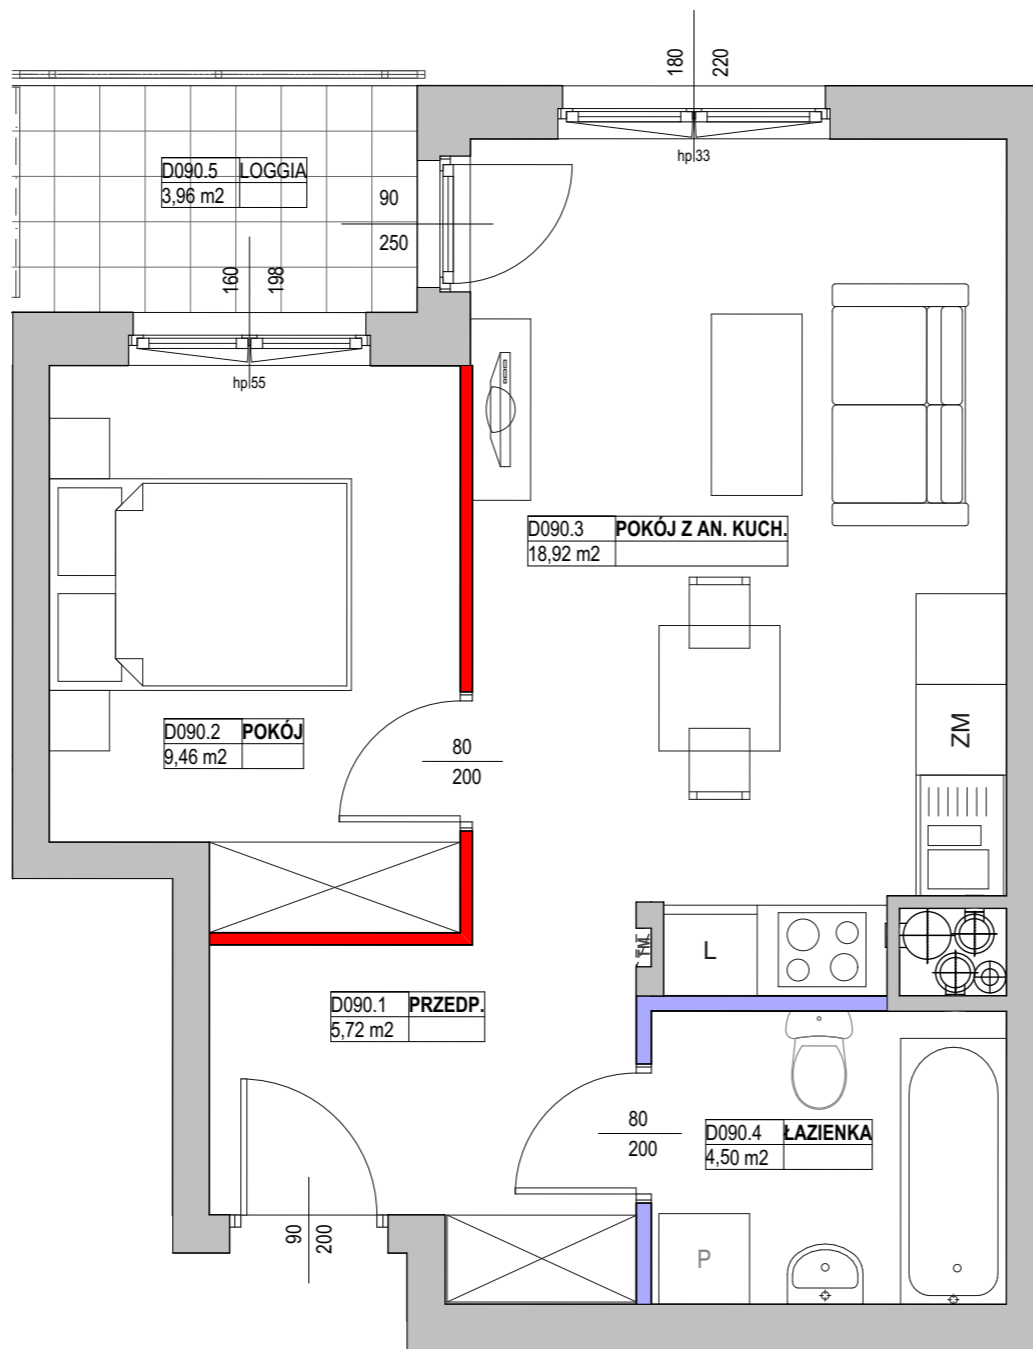 180
220
hp 33
D090.5 LOGGIA
3,96 m2
90
250
160
198
hp 55
D090.3 POKÓJ Z AN. KUCH.
18,92 m2
D090.2 POKÓJ
9,46 m2
80
200
ZM
TM
L
D090.1 PRZEDP.
5,72 m2
80
200
D090.4 ŁAZIENKA
4,50 m2
90
200
P